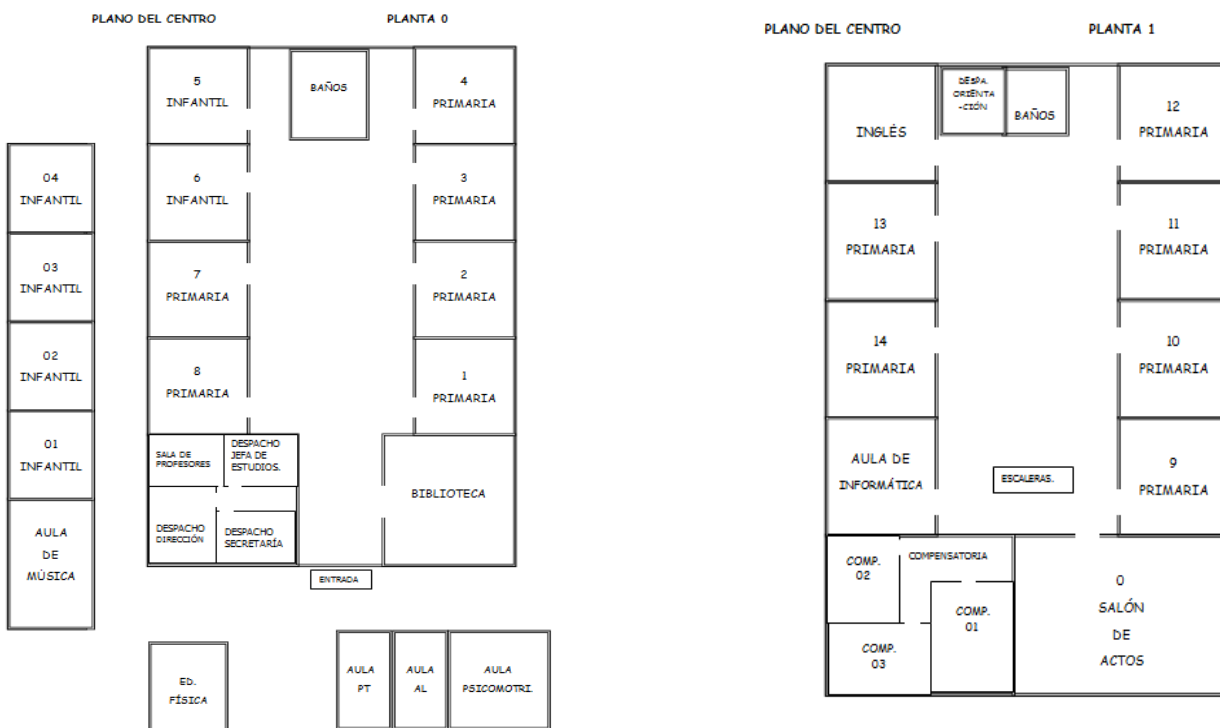 PLANO DEL CENTRO PLANTA 0
5
INFANTIL
BAÑOS
4
PRIMARIA
04
INFANTIL
6
INFANTIL
3
PRIMARIA
03
INFANTIL
7
PRIMARIA
2
PRIMARIA
02
INFANTIL
8
PRIMARIA
1
PRIMARIA
01
INFANTIL
SALA DE
PROFESORES
DESPACHO
JEFA DE
ESTUDIOS.
BIBLIOTECA
DESPACHO
DIRECCIÓN
DESPACHO
SECRETARÍA
AULA
DE
MÚSICA
ENTRADA
ED.
FÍSICA
AULA
PT
AULA
AL
AULA
PSICOMOTRI.
PLANO DEL CENTRO PLANTA 1
INGLÉS
DESPA.
ORIENTA
-CIÓN
BAÑOS
12
PRIMARIA
13
PRIMARIA
11
PRIMARIA
14
PRIMARIA
10
PRIMARIA
AULA DE
INFORMÁTICA
ESCALERAS.
9
PRIMARIA
COMP.
02
COMPENSATORIA
COMP.
01
COMP.
03
0
SALÓN
DE
ACTOS